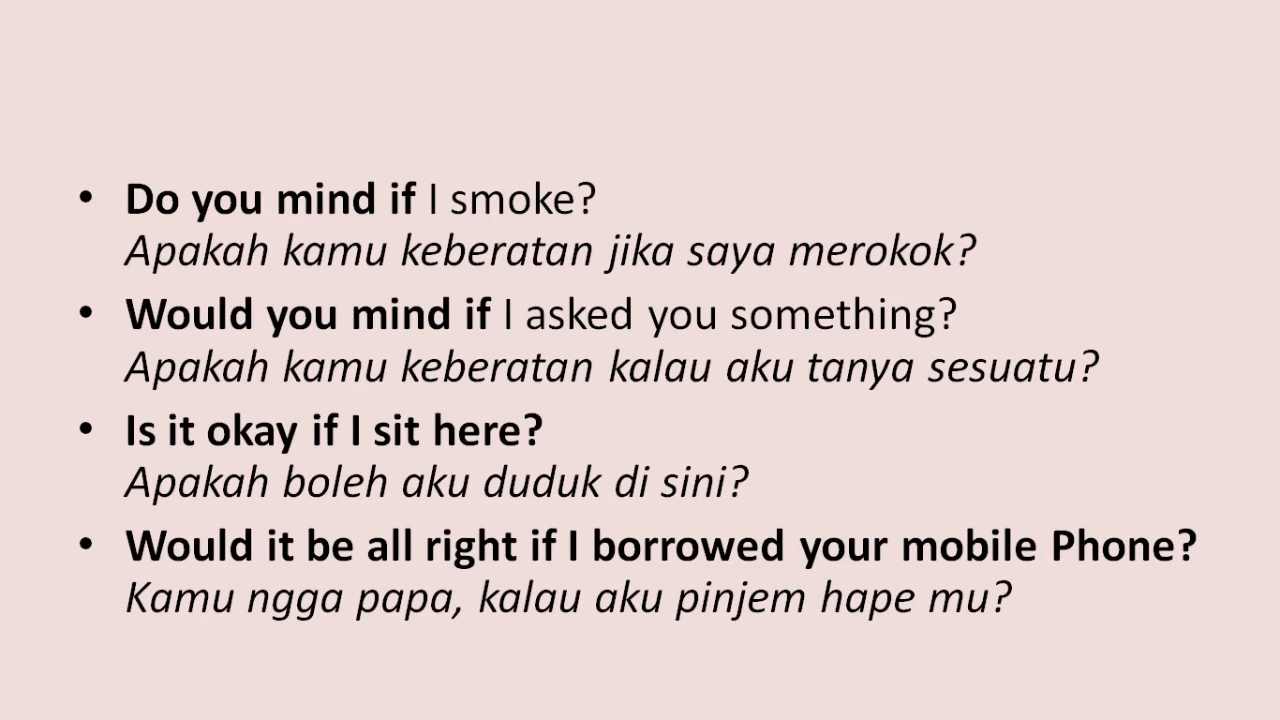 • Do you mind if I smoke?
Apakah kamu keberatan jika saya merokok?
• Would you mind if I asked you something?
Apakah kamu keberatan kalau aku tanya sesuatu?
• Is it okay if I sit here?
Apakah boleh aku duduk di sini?
• Would it be all right if I borrowed your mobile Phone?
Kamu ngga papa, kalau aku pinjem hape mu?